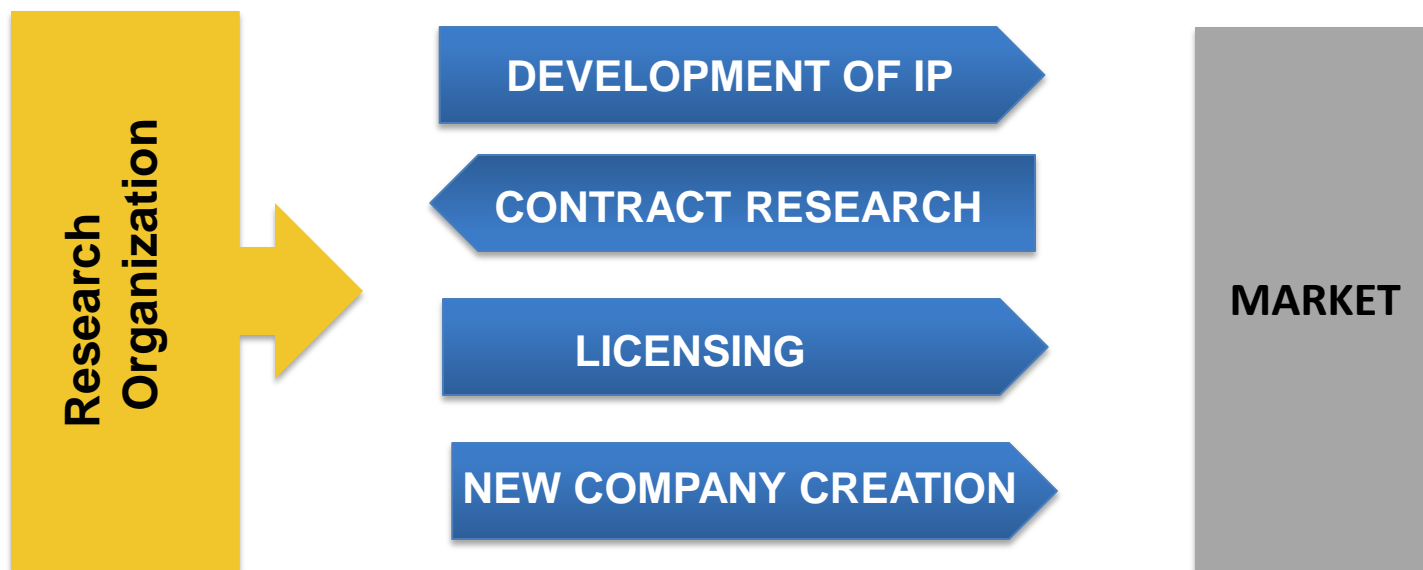 Research
Organization
DEVELOPMENT OF IP
CONTRACT RESEARCH
LICENSING
NEW COMPANY CREATION
MARKET